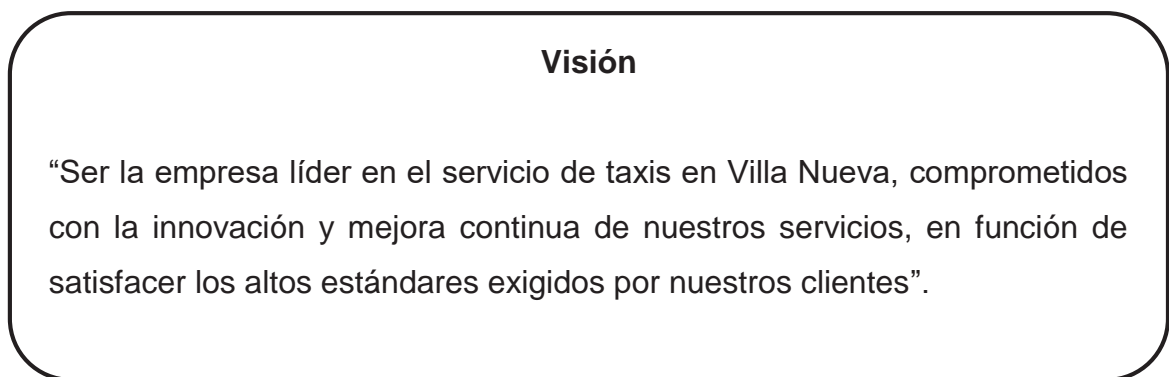 Visión
“Ser la empresa líder en el servicio de taxis en Villa Nueva, comprometidos
con la innovación y mejora continua de nuestros servicios, en función de
satisfacer los altos estándares exigidos por nuestros clientes”.